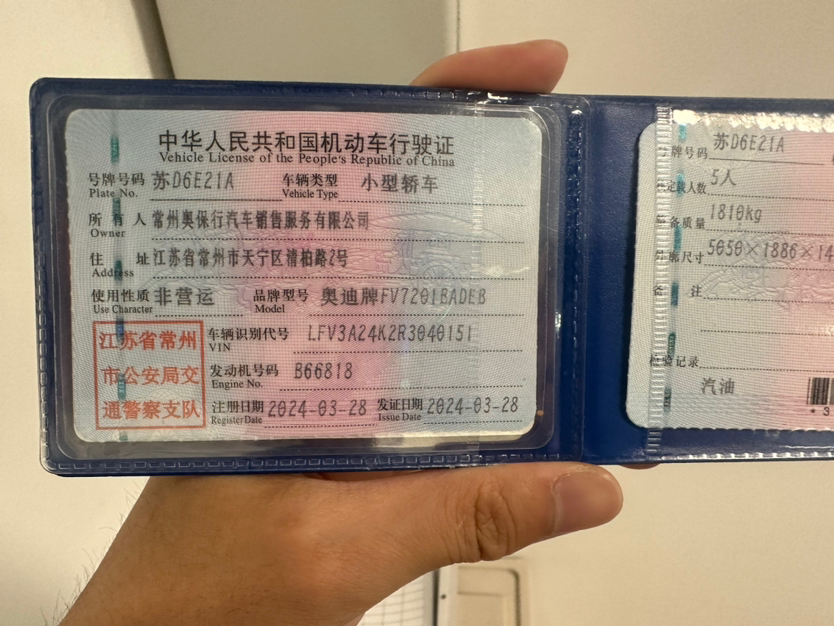 中华人民共和国机动车行驶证
Vehicle License of the People's Republic of China
号牌号码 苏D6E21A 车辆类型 小型轿车
Plate No. Vehicle Type
所有人 常州奥保行汽车销售服务有限公司
Owner
住址 江苏省常州市天宁区清柏路2号
Address
使用性质 非营运 品牌型号 奥迪牌FV7201BADEB
Use Character Model
车辆识别代号 LFV3A24K2R3040151
VIN
发动机号码 B66818
Engine No.
注册日期 2024-03-28 发证日期 2024-03-28
Register Date Issue Date
江苏省常州
市公安局交
通警察支队
号牌号码 苏D6E21A
人数 5人
备质量 1810kg
廓尺寸 5050×1886×14
备注
检验记录
汽油